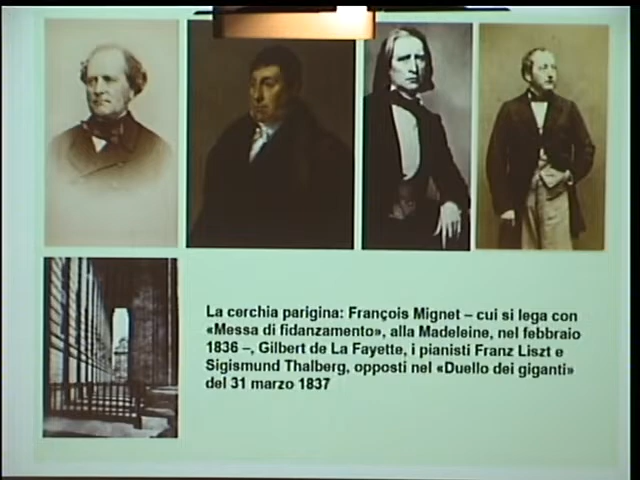 La cerchia parigina: François Mignet – cui si lega con
«Messa di fidanzamento», alla Madeleine, nel febbraio
1836 –, Gilbert de La Fayette, i pianisti Franz Liszt e
Sigismund Thalberg, opposti nel «Duello dei giganti»
del 31 marzo 1837